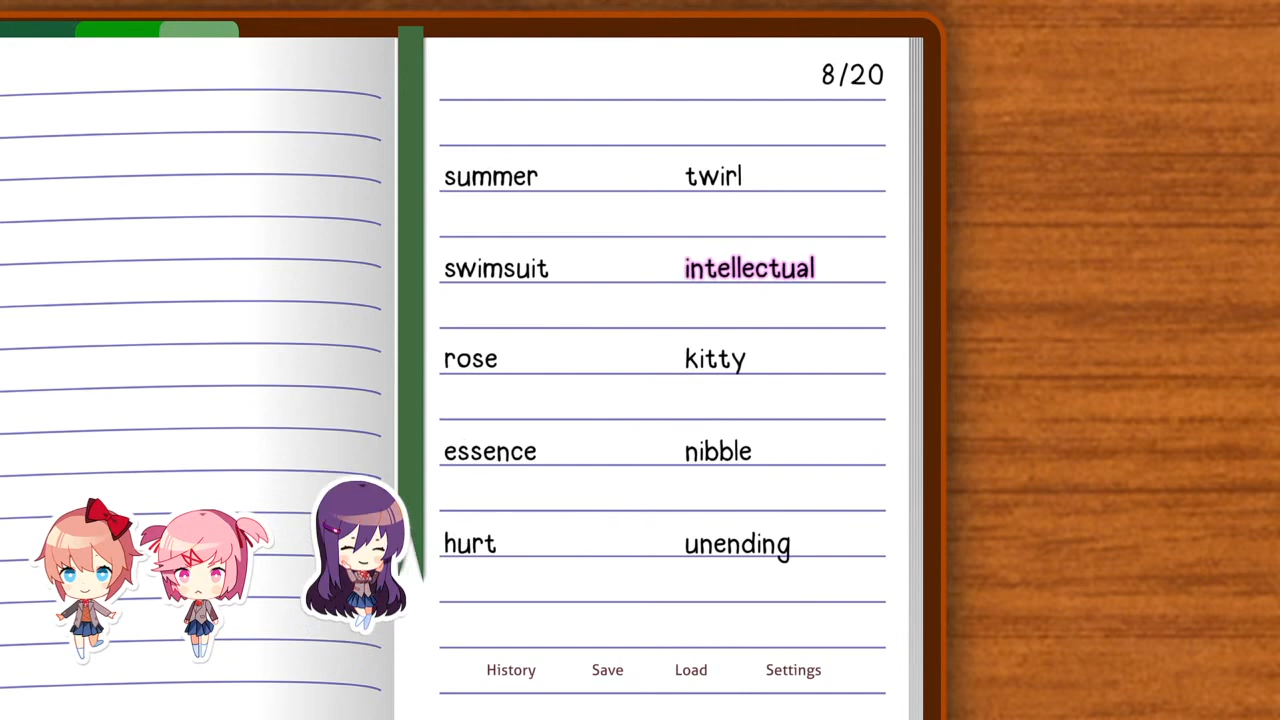 8/20
summer twirl
swimsuit intellectual
rose kitty
essence nibble
hurt unending
History Save Load Settings